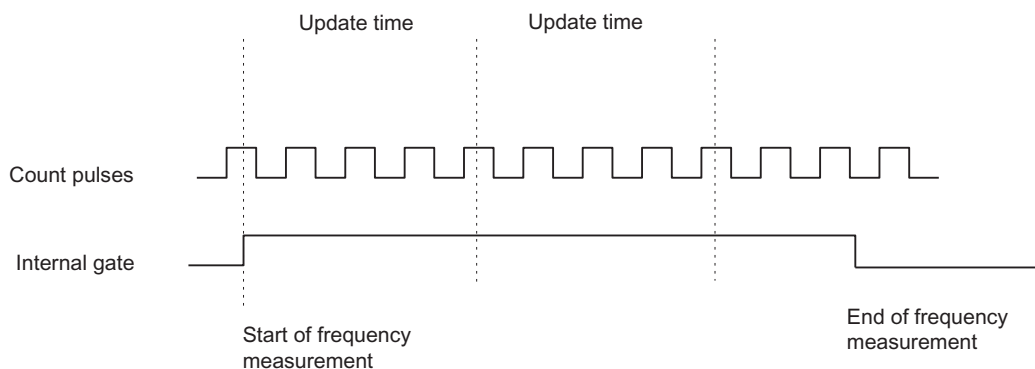 Update time
Update time
Count pulses
Internal gate
Start of frequency
measurement
End of frequency
measurement